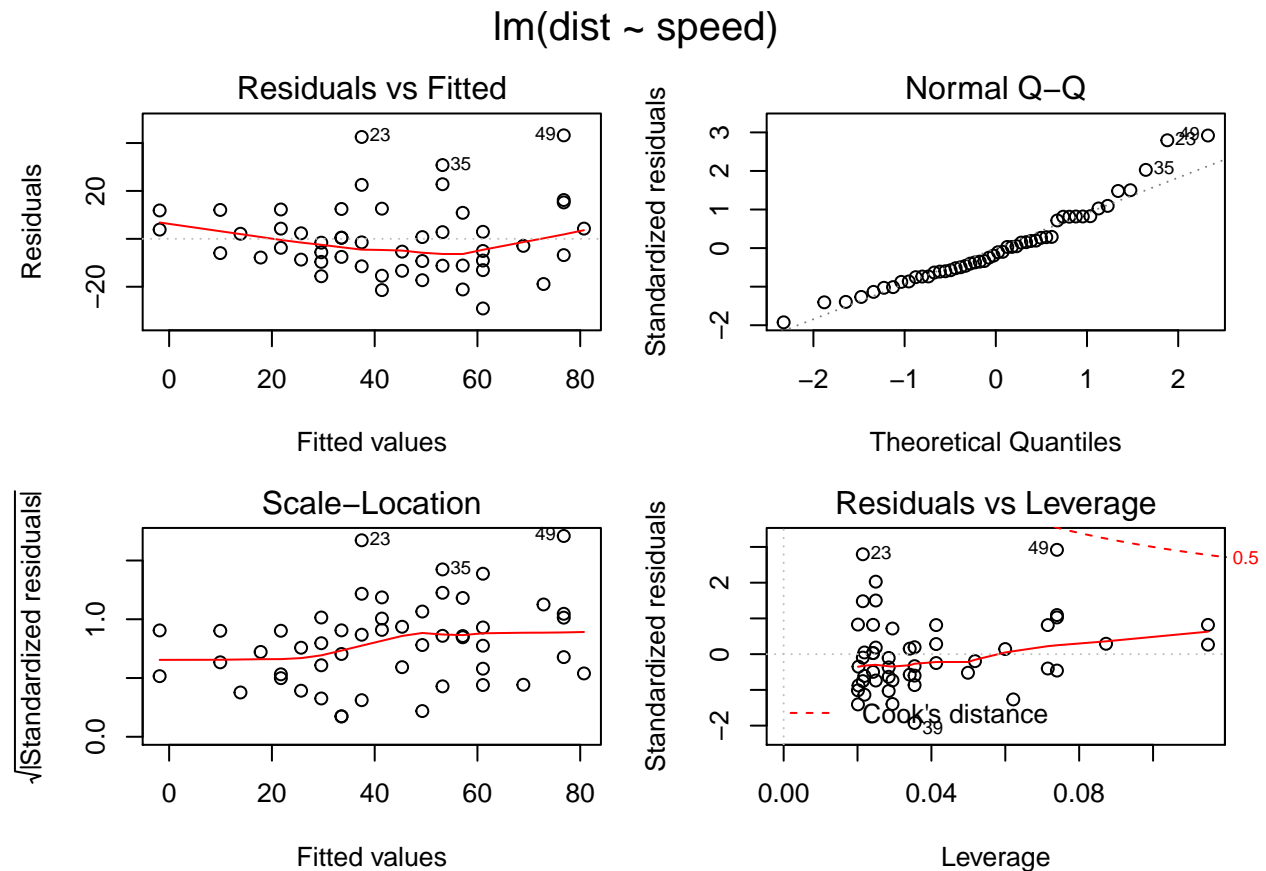 lm(dist ~ speed)
Residuals vs Fitted
Residuals
20
−20
0 20 40 60 80
Fitted values
23
49
35
Normal Q−Q
Standardized residuals
3
2
1
0
−2
−2 −1 0 1 2
Theoretical Quantiles
49
23
35
Scale−Location
√|Standardized residuals|
1.0
0.0
0 20 40 60 80
Fitted values
23
49
35
Residuals vs Leverage
Standardized residuals
2
0
−2
0.00 0.04 0.08
Leverage
23
49
0.5
Cook's distance
39